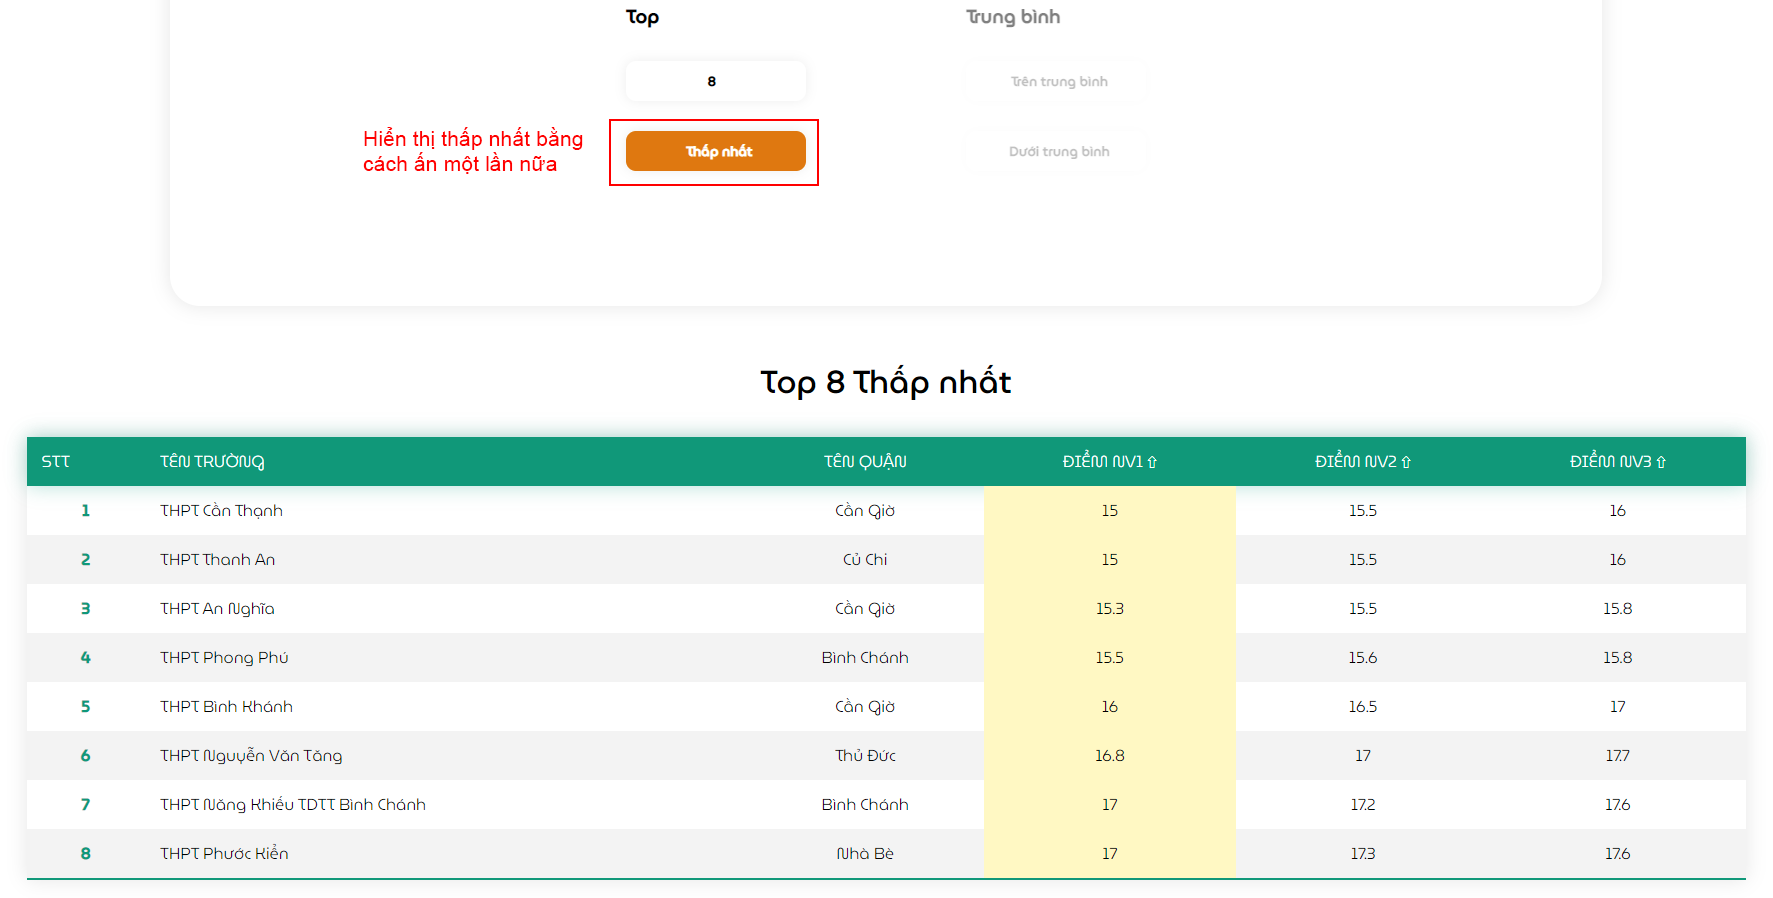 Top
Trung bình
8
Trên trung bình
Hiển thị thấp nhất bằng
cách ấn một lần nữa
Thấp nhất
Dưới trung bình
Top 8 Thấp nhất
STT TÊN TRƯỜNG TÊN QUẬN ĐIỂM NV1 ⇧ ĐIỂM NV2 ⇧ ĐIỂM NV3 ⇧
1 THPT Cần Thạnh Cần Giờ 15 15.5 16
2 THPT Thanh An Củ Chi 15 15.5 16
3 THPT An Nghĩa Cần Giờ 15.3 15.5 15.8
4 THPT Phong Phú Bình Chánh 15.5 15.6 15.8
5 THPT Bình Khánh Cần Giờ 16 16.5 17
6 THPT Nguyễn Văn Tăng Thủ Đức 16.8 17 17.7
7 THPT Năng Khiếu TDTT Bình Chánh Bình Chánh 17 17.2 17.6
8 THPT Phước Kiển Nhà Bè 17 17.3 17.6